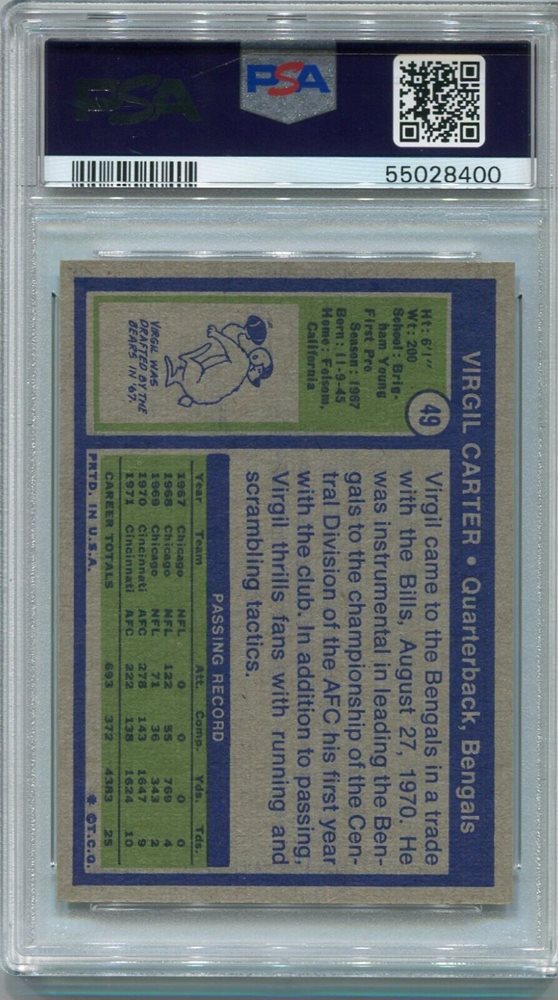 PSA
PSA
55028400
VIRGIL CARTER • Quarterback, Bengals
49
Ht: 6'1"
Wt: 200
School: Brig-
ham Young
First Pro
Season: 1967
Born: 11-9-45
Home: Folsom,
California
VIRGIL WAS
DRAFTED BY THE
BEARS IN '67.
Virgil came to the Bengals in a trade
with the Bills, August 27, 1970. He
was instrumental in leading the Ben-
gals to the championship of the Cen-
tral Division of the AFC his first year
with the club. In addition to passing,
Virgil thrills fans with running and
scrambling tactics.
PASSING RECORD
Year Team Att. Comp. Yds. Tds.
1967 Chicago NFL 0 0 0 0
1968 Chicago NFL 122 55 769 4
1969 Chicago NFL 71 36 343 2
1970 Cincinnati AFC 278 143 1647 9
1971 Cincinnati AFC 222 138 1624 10
CAREER TOTALS 693 372 4383 25
PRTD. IN U.S.A.
* ©T.C.G.